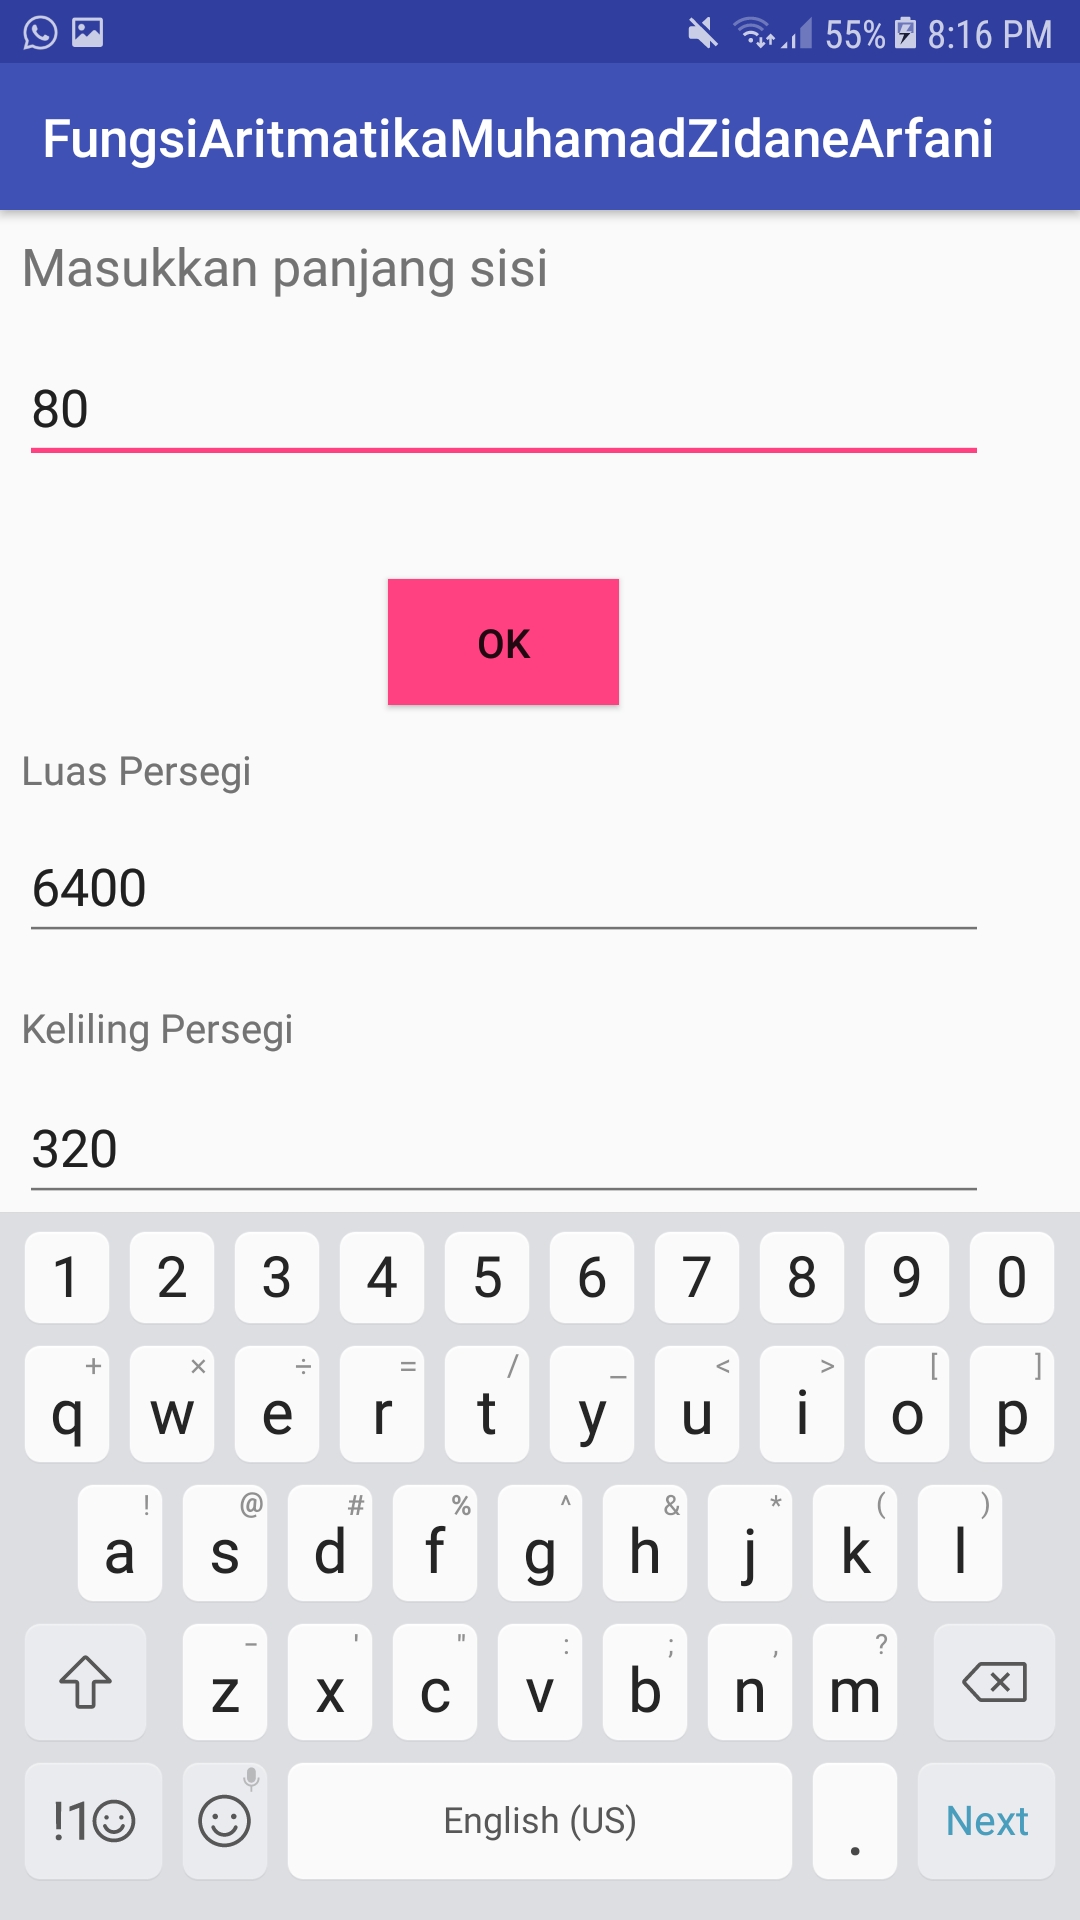 55% 8:16 PM
FungsiAritmatikaMuhamadZidaneArfani
Masukkan panjang sisi
80
OK
Luas Persegi
6400
Keliling Persegi
320
1 2 3 4 5 6 7 8 9 0
+ × ÷ = / _ < > [ ]
q w e r t y u i o p
! @ # % ^ & * ( )
a s d f g h j k l
- ' " : ; , ?
z x c v b n m
!1☺ English (US) . Next